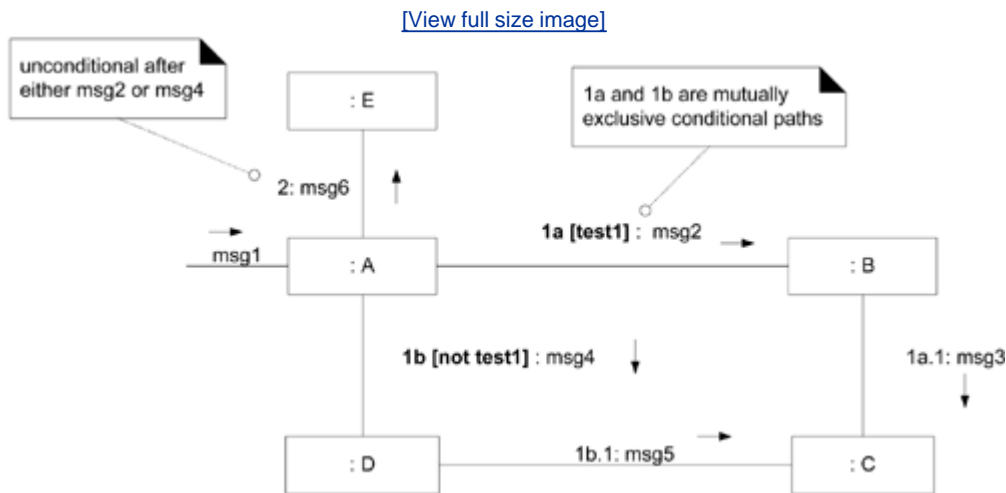 [View full size image]
unconditional after
either msg2 or msg4
: E
1a and 1b are mutually
exclusive conditional paths
2: msg6
1a [test1] : msg2
msg1
: A
: B
1b [not test1] : msg4
1a.1: msg3
: D
1b.1: msg5
: C